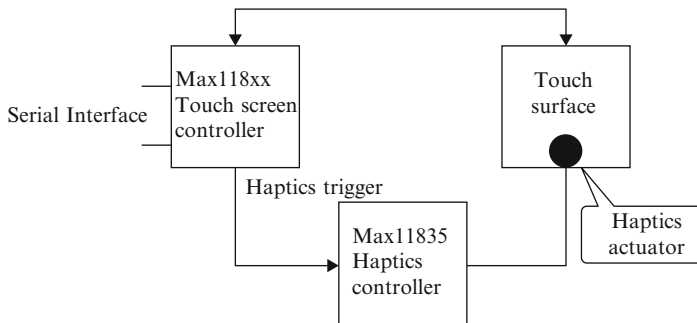 Max118xx
Touch screen
controller
Serial Interface
Touch
surface
Haptics trigger
Max11835
Haptics
controller
Haptics
actuator